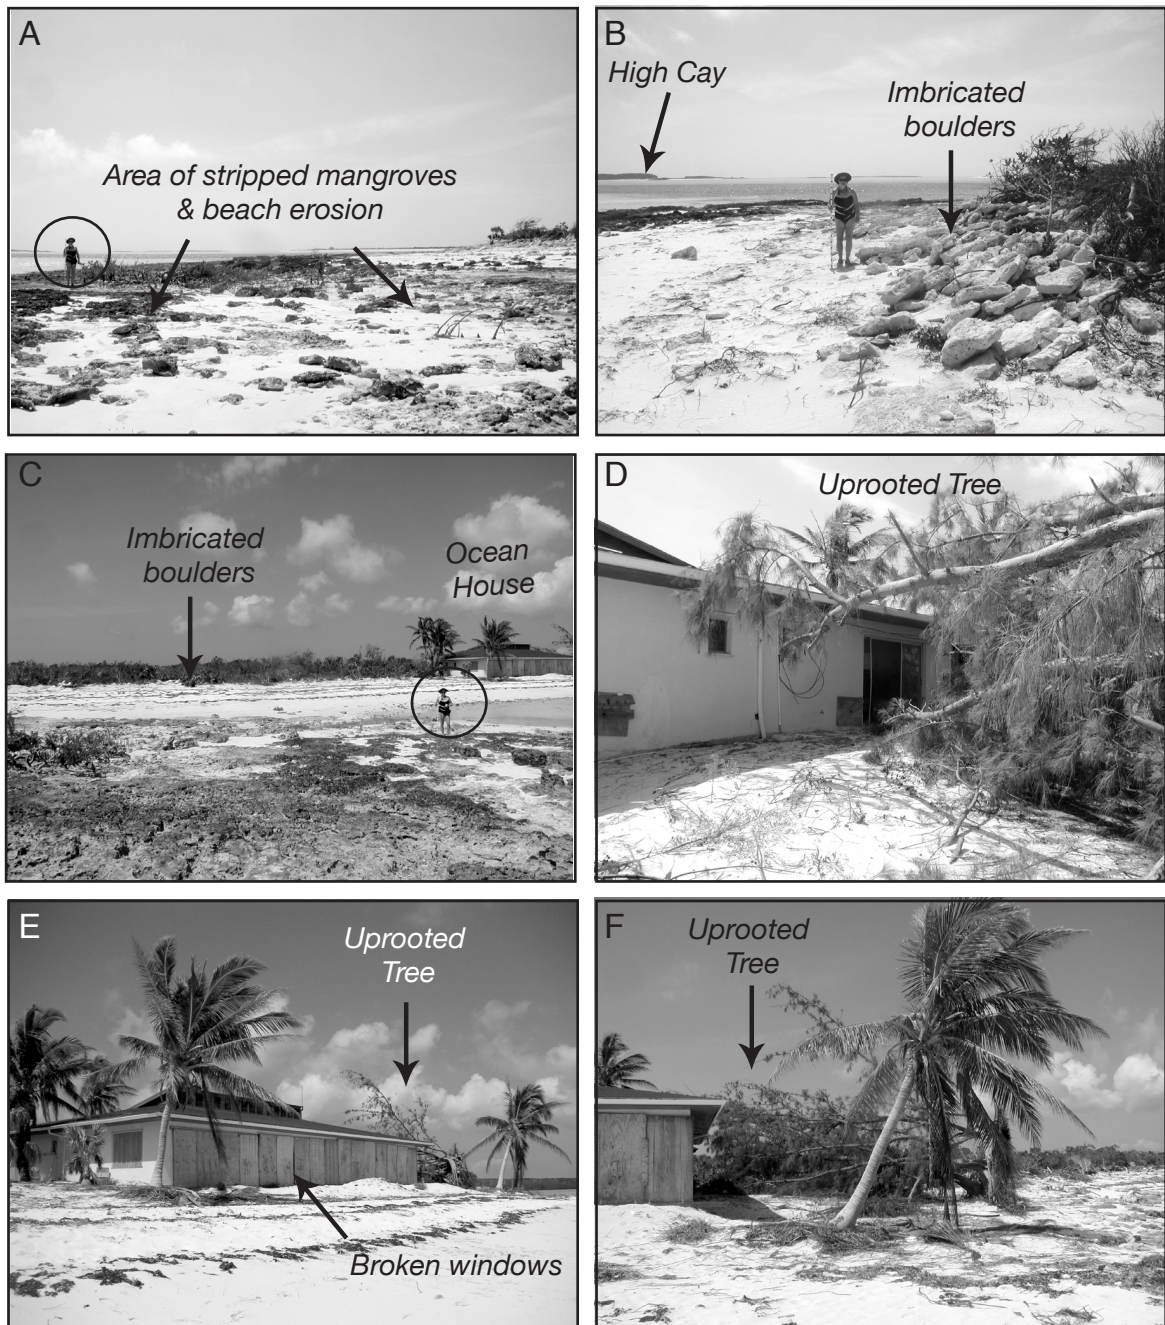 A
Area of stripped mangroves
& beach erosion
B
High Cay
Imbricated
boulders
C
Imbricated
boulders
Ocean
House
D
Uprooted Tree
E
Uprooted
Tree
Broken windows
F
Uprooted
Tree